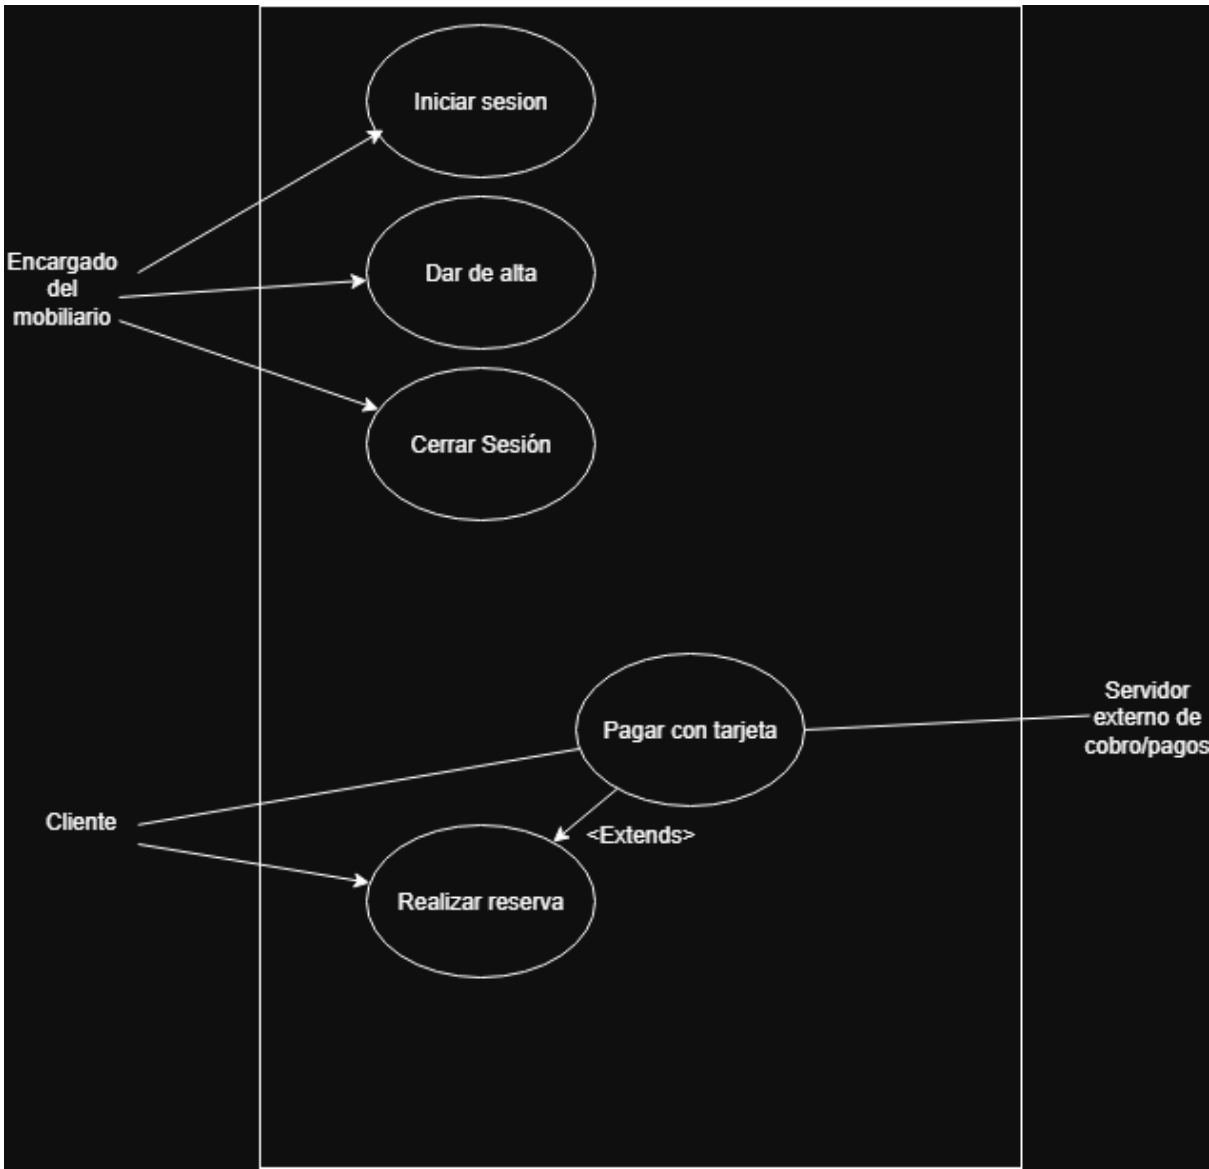 Iniciar sesion
Encargado
del
mobiliario
Dar de alta
Cerrar Sesión
Servidor
externo de
cobro/pagos
Pagar con tarjeta
Cliente
<Extends>
Realizar reserva